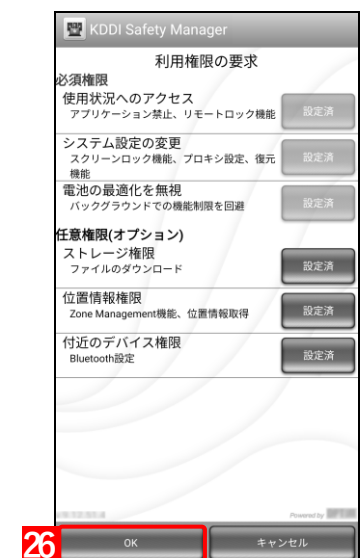 KDDI Safety Manager
利用権限の要求
必須権限
使用状況へのアクセス
アプリケーション禁止、リモートロック機能
設定済
システム設定の変更
スクリーンロック機能、プロキシ設定、復元
機能
設定済
電池の最適化を無視
バックグラウンドでの機能制限を回避
設定済
任意権限(オプション)
ストレージ権限
ファイルのダウンロード
設定済
位置情報権限
Zone Management機能、位置情報取得
設定済
付近のデバイス権限
Bluetooth設定
設定済
Powered by
26
OK
キャンセル